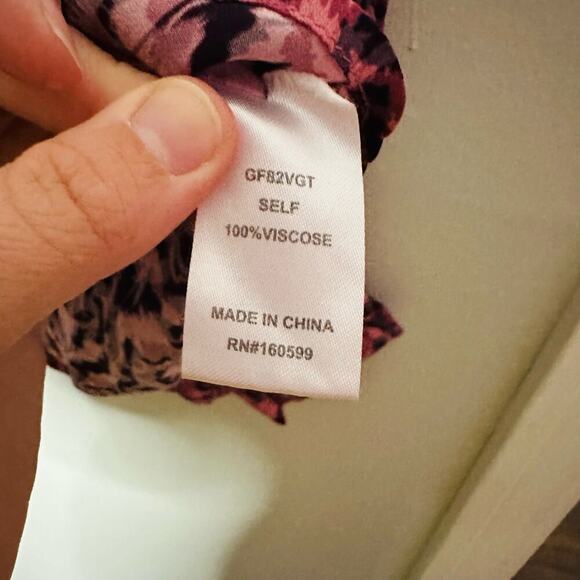 GF82VGT
SELF
100%VISCOSE
MADE IN CHINA
RN#160599